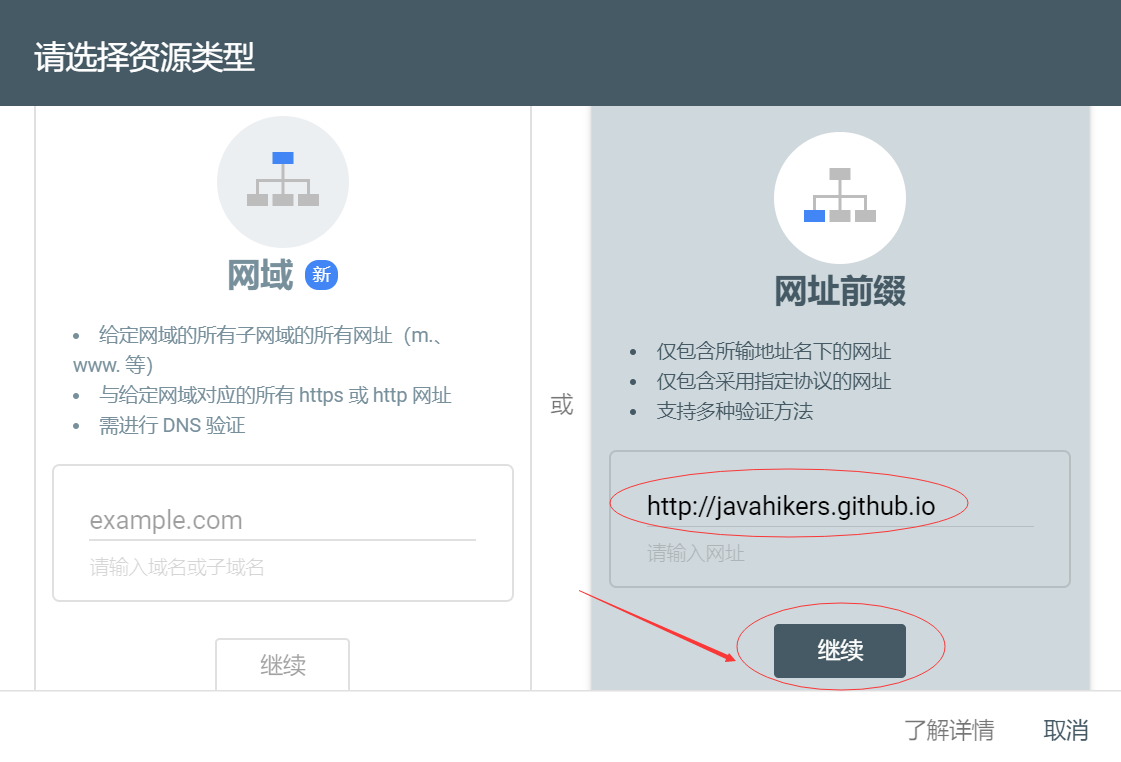 请选择资源类型
网域 新
• 给定网域的所有子网域的所有网址（m.、
www. 等)
• 与给定网域对应的所有 https 或 http 网址
• 需进行 DNS 验证
example.com
请输入域名或子域名
继续
或
网址前缀
• 仅包含所输地址名下的网址
• 仅包含采用指定协议的网址
• 支持多种验证方法
http://javahikers.github.io
请输入网址
继续
了解详情 取消